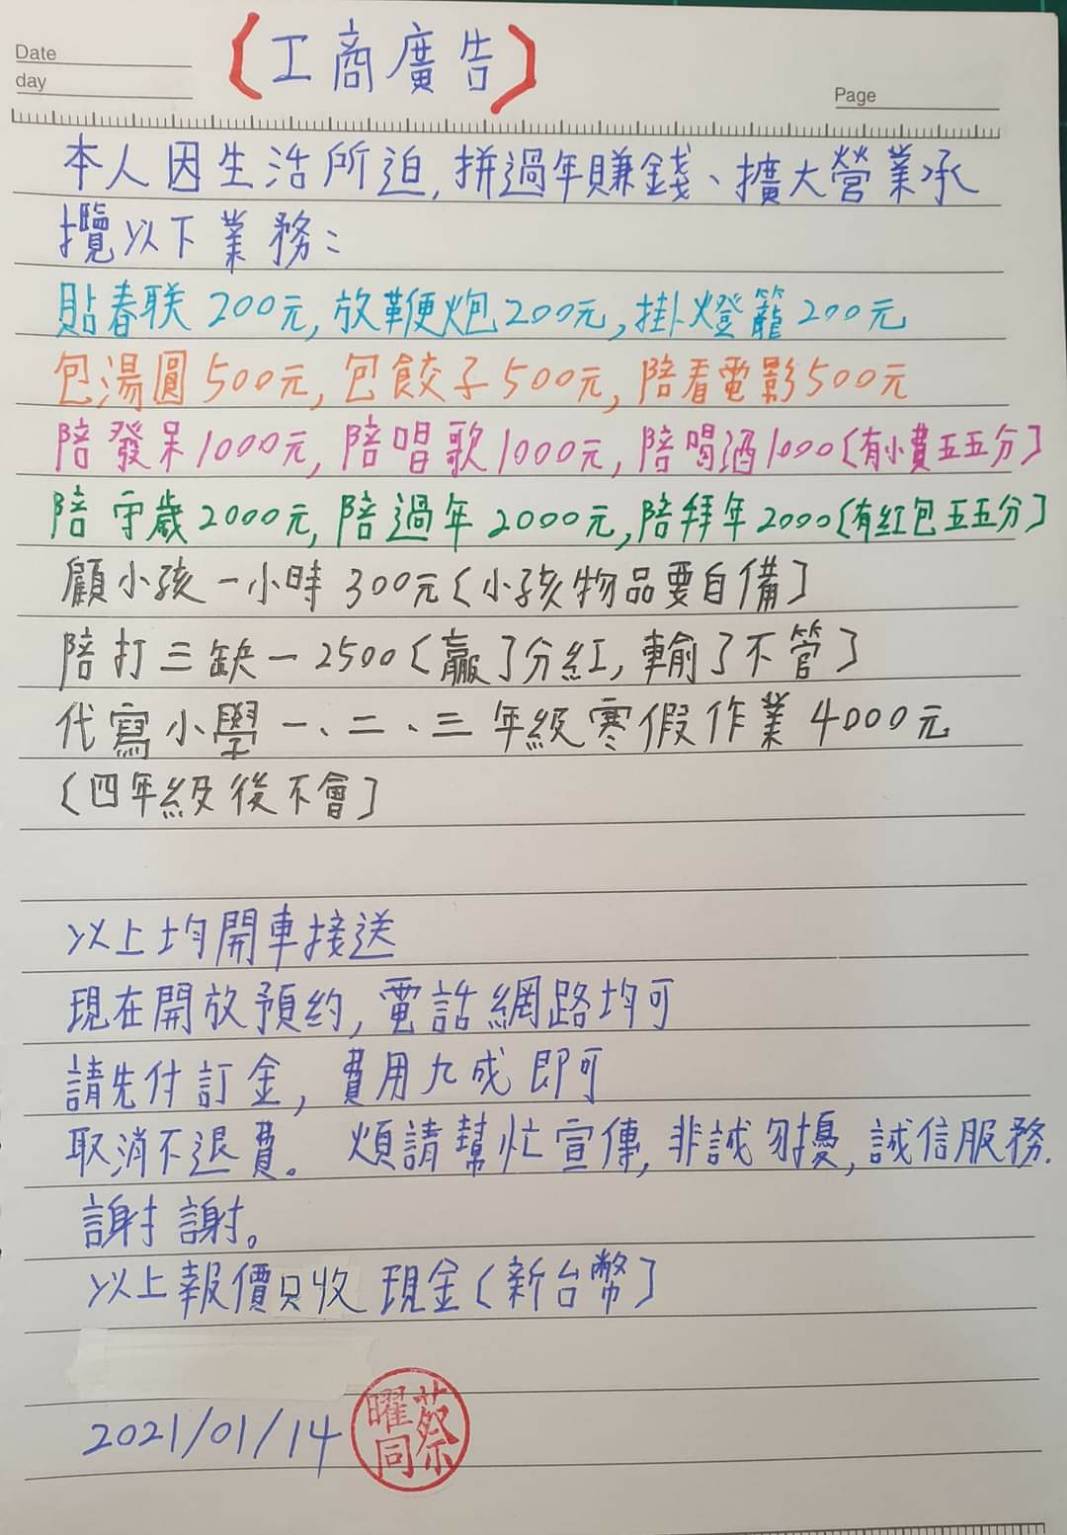 Date
day
(工商廣告)
Page
本人因生活所迫,拼過年賺錢、擴大營業承
攬以下業務:
貼春联200元,放鞭炮200元,掛燈籠200元
包湯圓500元,包餃子500元,陪看電影500元
陪發呆1000元,陪唱歌1000元,陪喝酒1000(有小費五五分)
陪守歲2000元,陪過年2000元,陪拜年2000(有紅包五五分)
顧小孩一小時300元(小孩物品要自備)
陪打三缺一2500(贏了分紅,輸了不管)
代寫小學一、二、三年級寒假作業4000元
(四年級後不會)
以上均開車接送
現在開放預約,電話網路均可
請先付訂金,費用九成即可
取消不退費。煩請幫忙宣傳,非誠勿擾,誠信服務.
謝謝。
以上報價只收現金(新台幣)
2021/01/14
蔡曜同